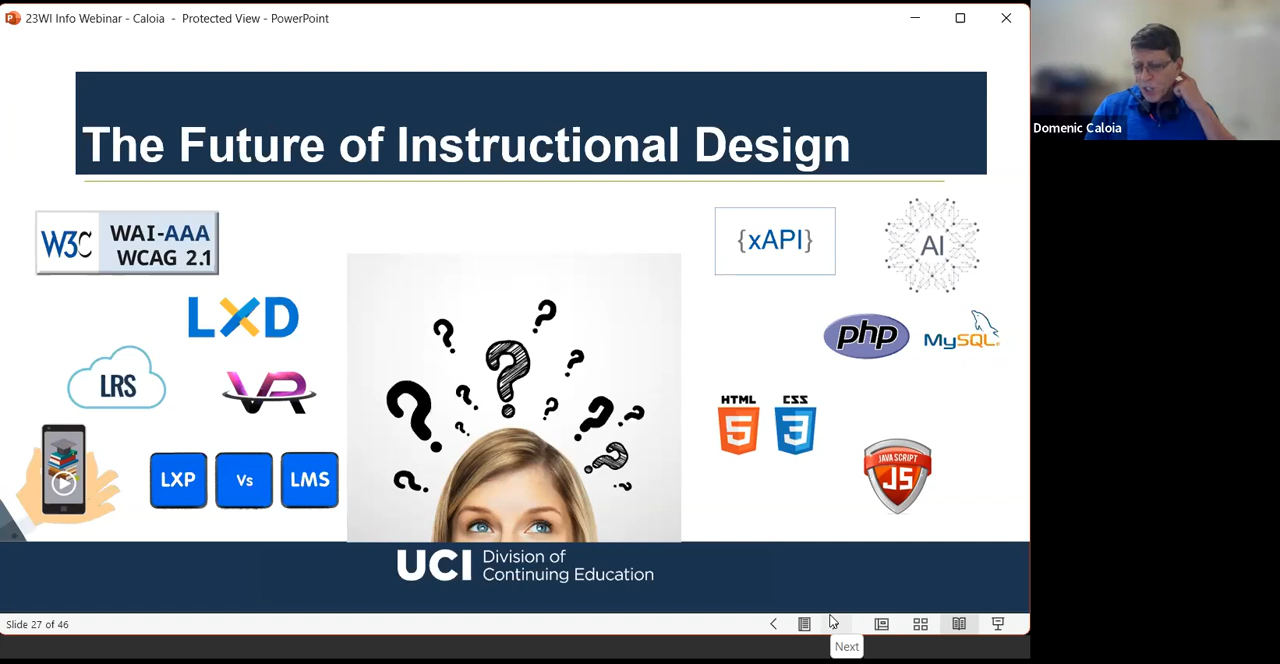 23WI Info Webinar - Caloia - Protected View - PowerPoint
The Future of Instructional Design
W3C WAI-AAA
WCAG 2.1
LXD
LRS
VR
LXP Vs LMS
{xAPI}
AI
php
MySQL®
HTML
5
CSS
3
JAVA SCRIPT
JS
? ? ? ? ? ? ? ? ? ? ? ?
UCI Division of
Continuing Education
Slide 27 of 46
Next
Domenic Caloia